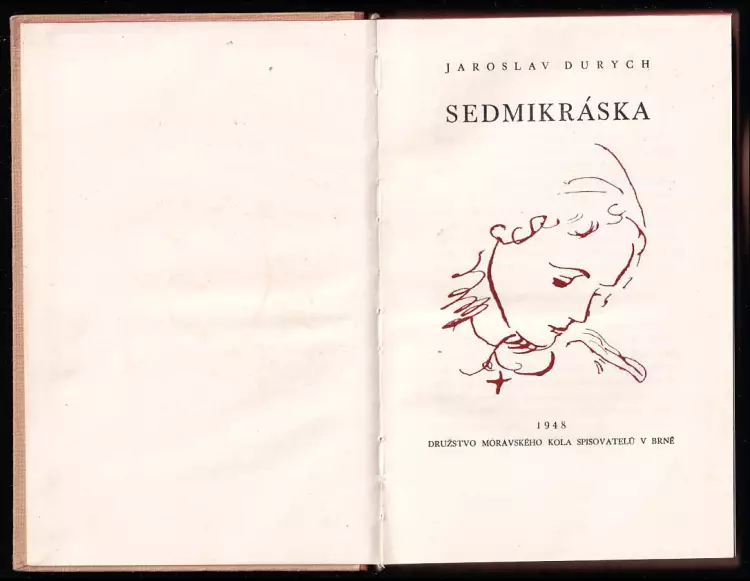 JAROSLAV DURYCH
SEDMIKRÁSKA
1948
DRUŽSTVO MORAVSKÉHO KOLA SPISOVATELŮ V BRNĚ